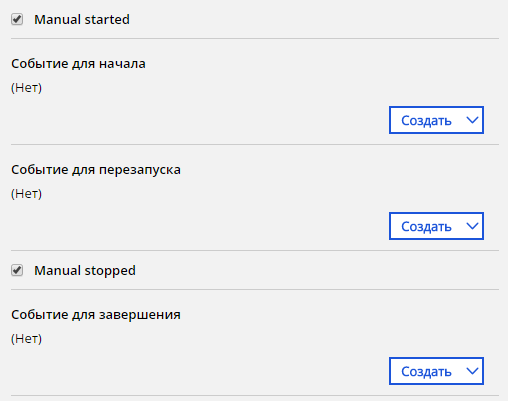 Manual started
Событие для начала
(Нет)
Создать
Событие для перезапуска
(Нет)
Создать
Manual stopped
Событие для завершения
(Нет)
Создать